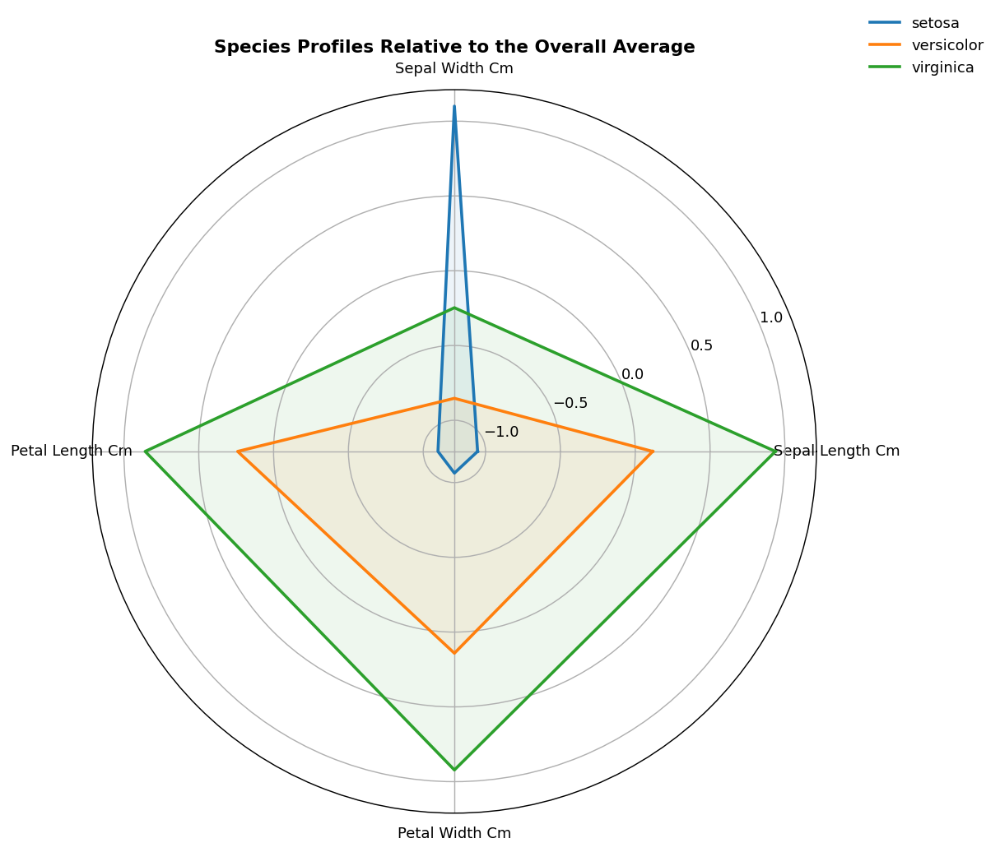 setosa
versicolor
virginica
Species Profiles Relative to the Overall Average
Sepal Width Cm
1.0
0.5
0.0
−0.5
−1.0
Petal Length Cm
Sepal Length Cm
Petal Width Cm